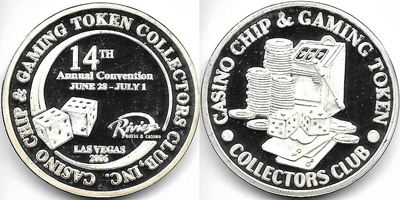 CASINO CHIP & GAMING TOKEN COLLECTORS CLUB, INC.
14TH
Annual Convention
JUNE 28 - JULY 1
Riviera
HOTEL & CASINO
LAS VEGAS
2006
CASINO CHIP & GAMING TOKEN
• COLLECTORS CLUB •